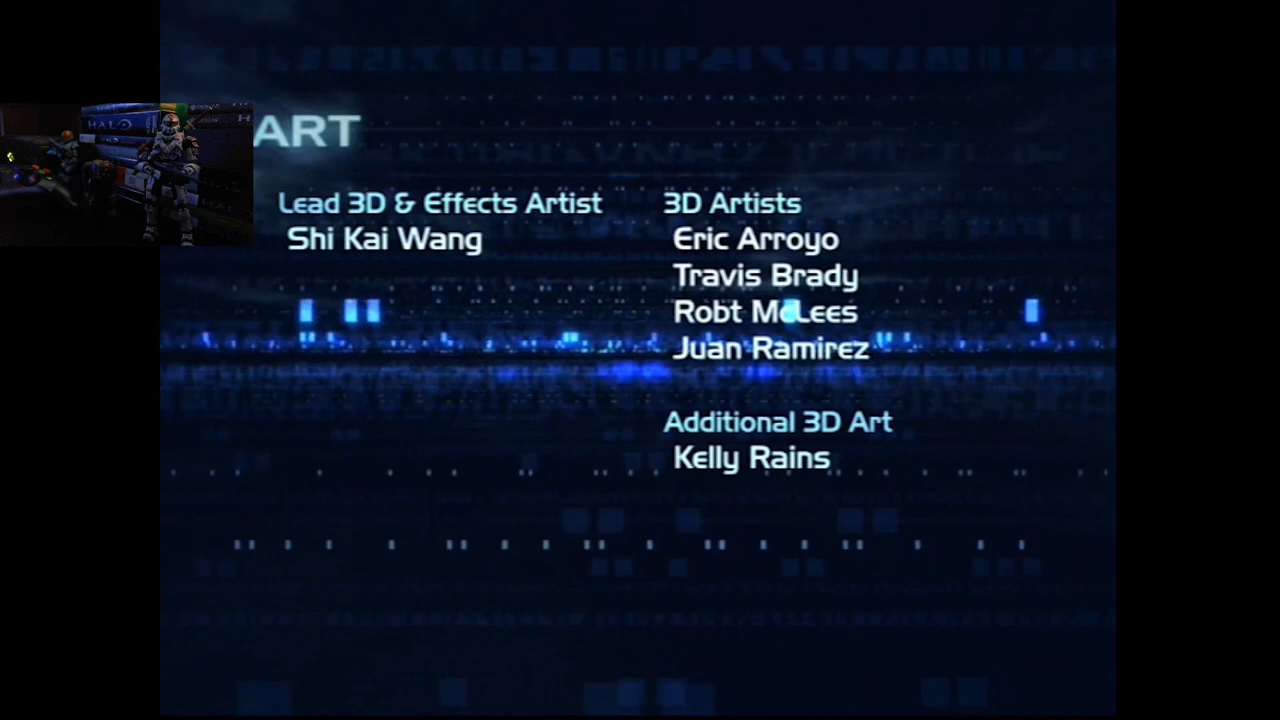 HALO
ART
Lead 3D & Effects Artist
Shi Kai Wang
3D Artists
Eric Arroyo
Travis Brady
Robt McLees
Juan Ramirez
Additional 3D Art
Kelly Rains